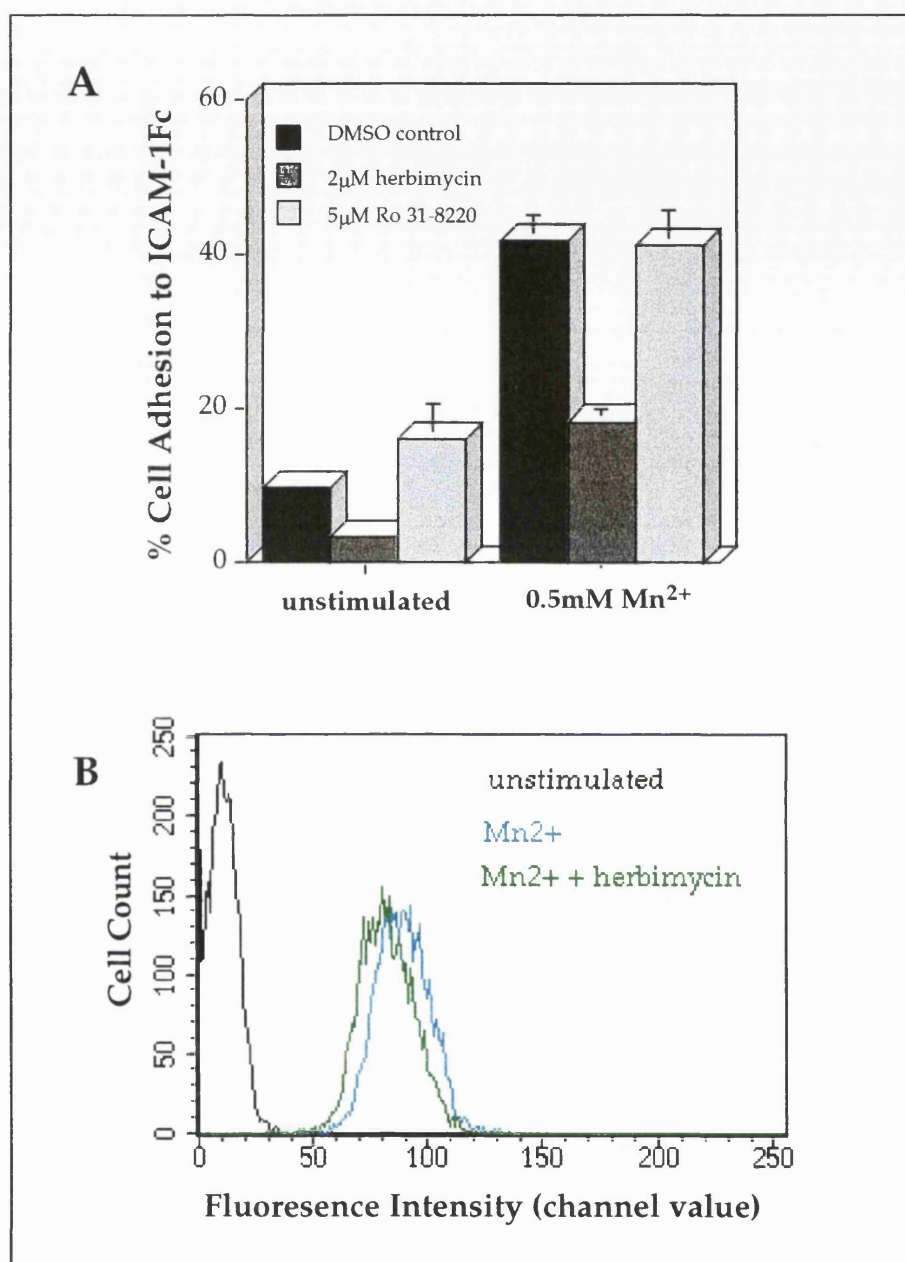 A
% Cell Adhesion to ICAM-1Fc
60
40
20
0
DMSO control
2μM herbimycin
5μM Ro 31-8220
unstimulated
0.5mM Mn²⁺
B
Cell Count
250
200
150
100
50
0
unstimulated
Mn2+
Mn2+ + herbimycin
0
50
100
150
200
250
Fluoresence Intensity (channel value)